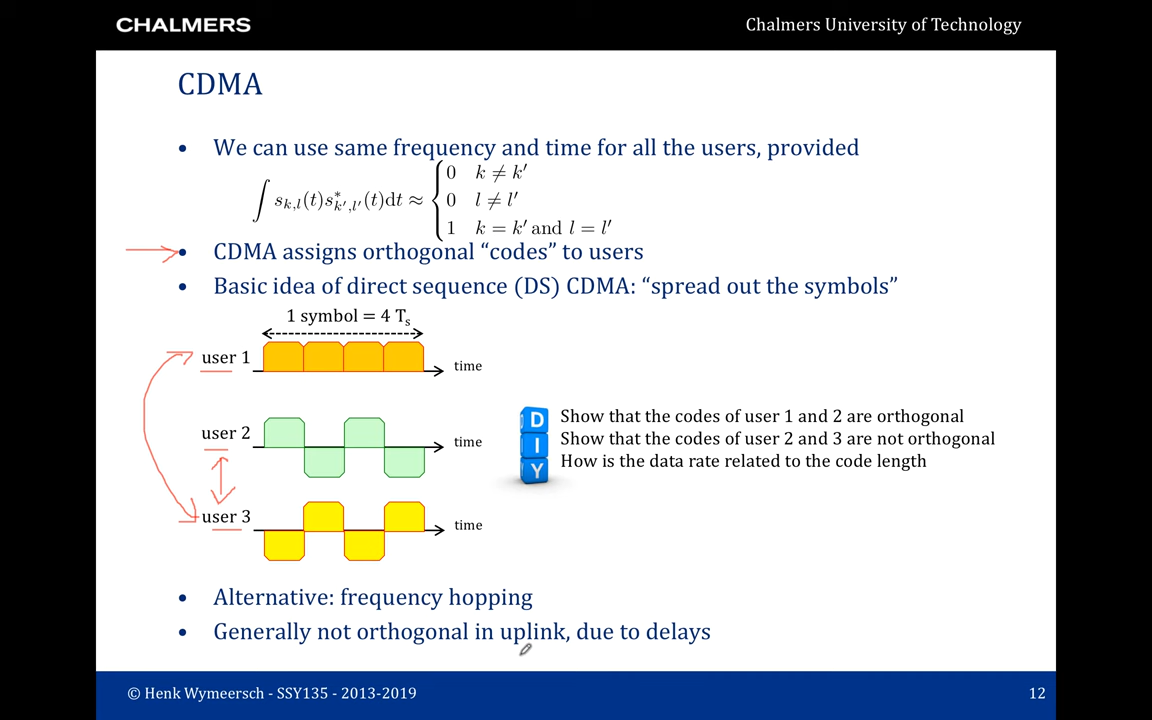 CHALMERS
Chalmers University of Technology
CDMA
• We can use same frequency and time for all the users, provided
∫ s_{k,l}(t)s*_{k′,l′}(t)dt ≈ { 0 k ≠ k′
0 l ≠ l′
1 k = k′ and l = l′
• CDMA assigns orthogonal “codes” to users
• Basic idea of direct sequence (DS) CDMA: “spread out the symbols”
1 symbol = 4 Tₛ
user 1
time
user 2
time
user 3
time
D Show that the codes of user 1 and 2 are orthogonal
I Show that the codes of user 2 and 3 are not orthogonal
Y How is the data rate related to the code length
• Alternative: frequency hopping
• Generally not orthogonal in uplink, due to delays
© Henk Wymeersch - SSY135 - 2013-2019
12